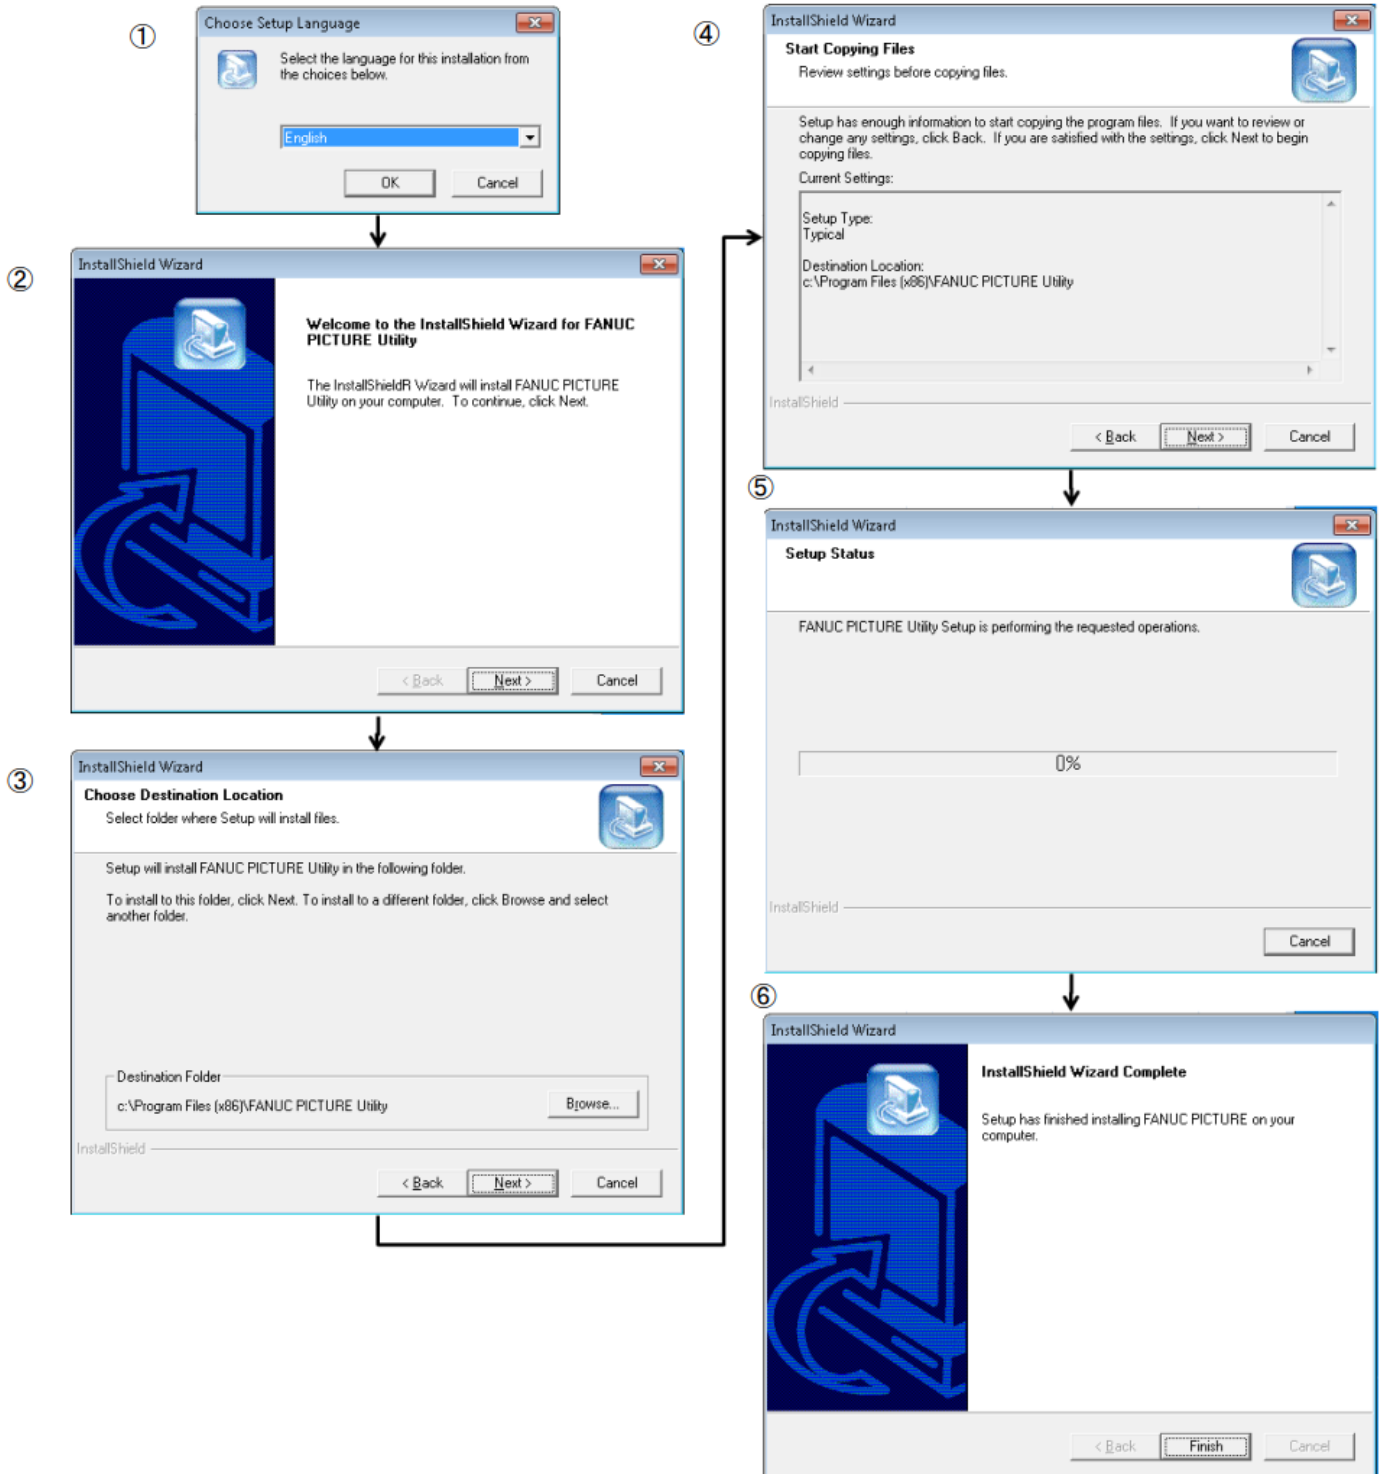 ①
Choose Setup Language
Select the language for this installation from
the choices below.
English
OK
Cancel
②
InstallShield Wizard
Welcome to the InstallShield Wizard for FANUC
PICTURE Utility
The InstallShieldR Wizard will install FANUC PICTURE
Utility on your computer. To continue, click Next.
< Back
Next >
Cancel
③
InstallShield Wizard
Choose Destination Location
Select folder where Setup will install files.
Setup will install FANUC PICTURE Utility in the following folder.
To install to this folder, click Next. To install to a different folder, click Browse and select
another folder.
Destination Folder
c:\Program Files (x86)\FANUC PICTURE Utility
Browse...
InstallShield
< Back
Next >
Cancel
④
InstallShield Wizard
Start Copying Files
Review settings before copying files.
Setup has enough information to start copying the program files. If you want to review or
change any settings, click Back. If you are satisfied with the settings, click Next to begin
copying files.
Current Settings:
Setup Type:
Typical
Destination Location:
c:\Program Files (x86)\FANUC PICTURE Utility
InstallShield
< Back
Next >
Cancel
⑤
InstallShield Wizard
Setup Status
FANUC PICTURE Utility Setup is performing the requested operations.
0%
InstallShield
Cancel
⑥
InstallShield Wizard
InstallShield Wizard Complete
Setup has finished installing FANUC PICTURE on your
computer.
< Back
Finish
Cancel